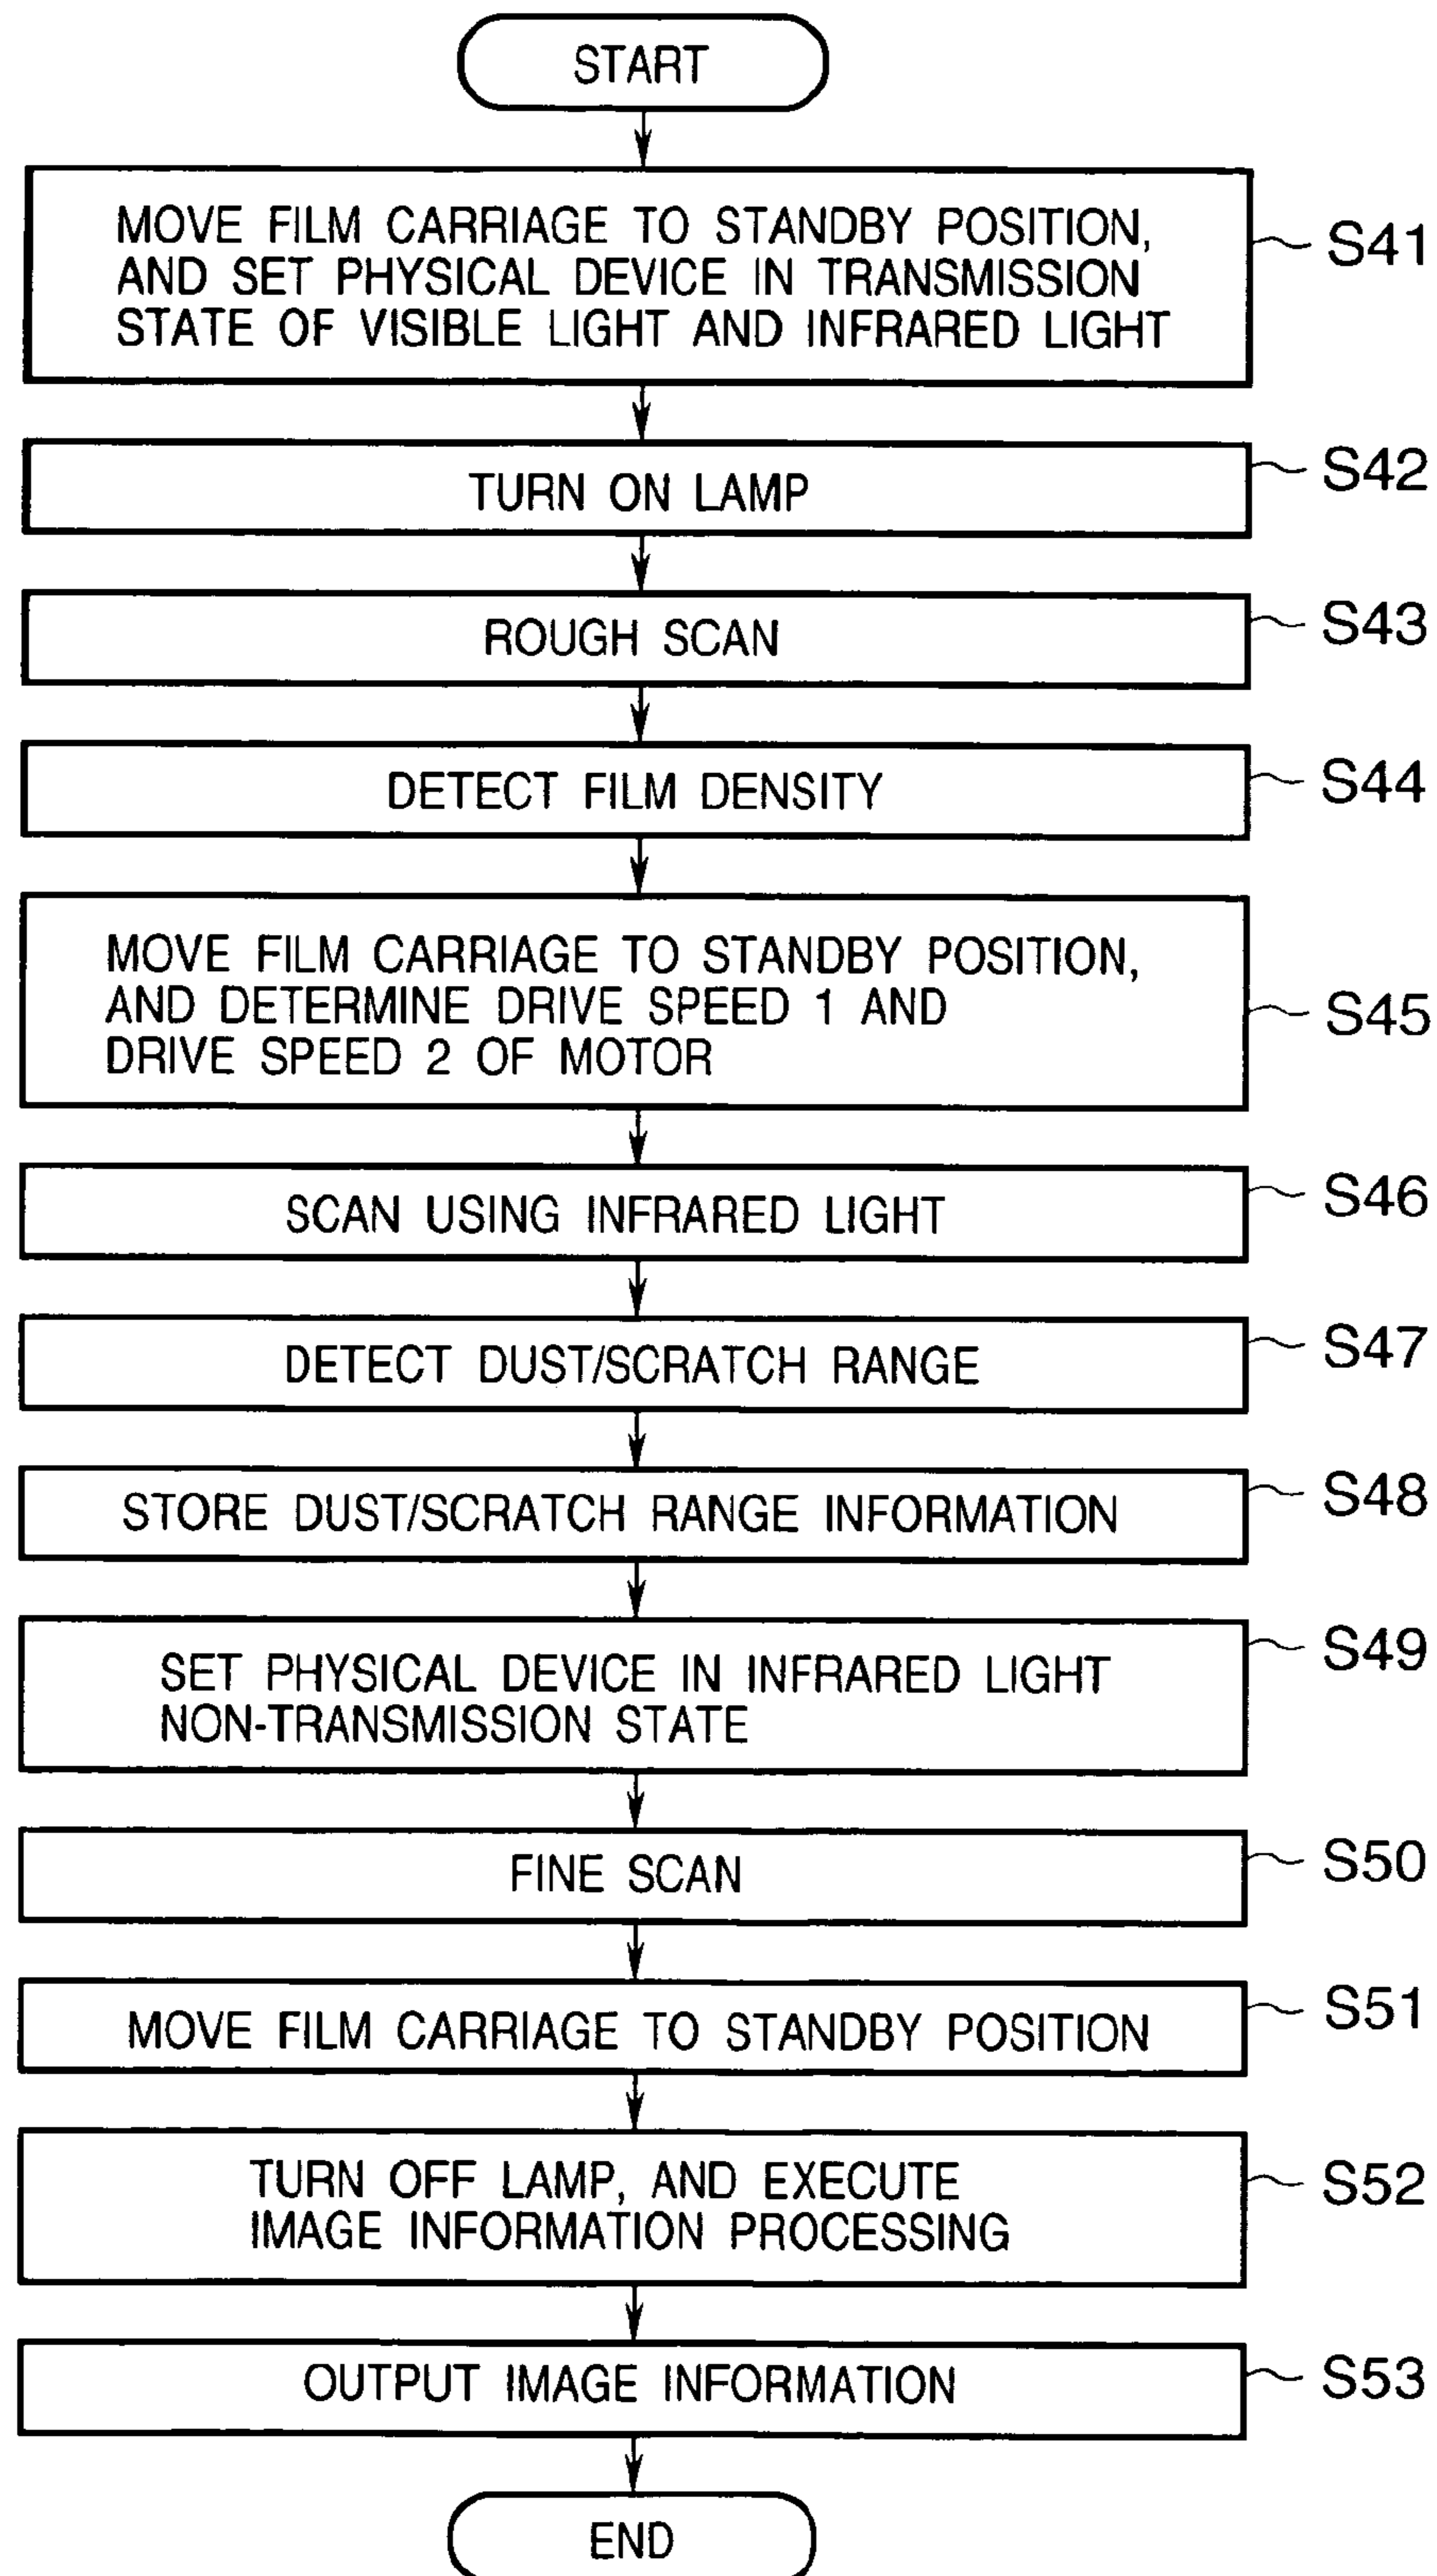 START
MOVE FILM CARRIAGE TO STANDBY POSITION,
AND SET PHYSICAL DEVICE IN TRANSMISSION
STATE OF VISIBLE LIGHT AND INFRARED LIGHT
S41
TURN ON LAMP
S42
ROUGH SCAN
S43
DETECT FILM DENSITY
S44
MOVE FILM CARRIAGE TO STANDBY POSITION,
AND DETERMINE DRIVE SPEED 1 AND
DRIVE SPEED 2 OF MOTOR
S45
SCAN USING INFRARED LIGHT
S46
DETECT DUST/SCRATCH RANGE
S47
STORE DUST/SCRATCH RANGE INFORMATION
S48
SET PHYSICAL DEVICE IN INFRARED LIGHT
NON-TRANSMISSION STATE
S49
FINE SCAN
S50
MOVE FILM CARRIAGE TO STANDBY POSITION
S51
TURN OFF LAMP, AND EXECUTE
IMAGE INFORMATION PROCESSING
S52
OUTPUT IMAGE INFORMATION
S53
END